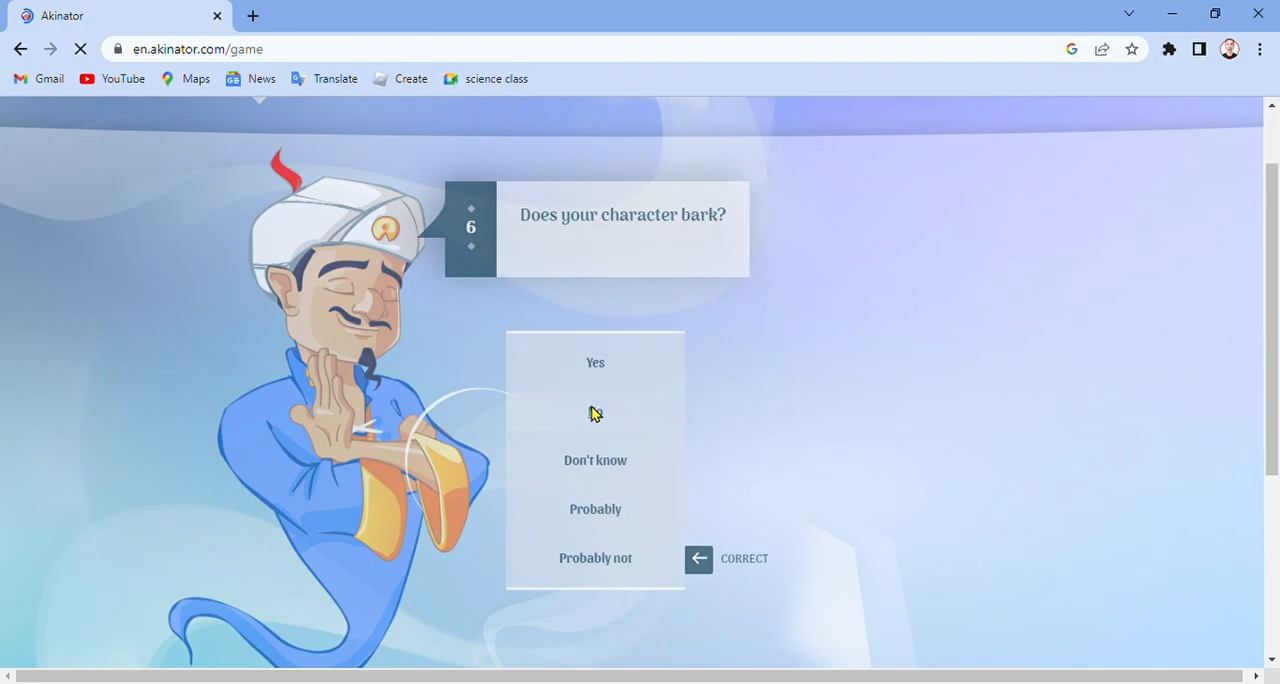 Akinator
en.akinator.com/game
Gmail YouTube Maps News Translate Create science class
6
Does your character bark?
Yes
Don't know
Probably
Probably not
CORRECT